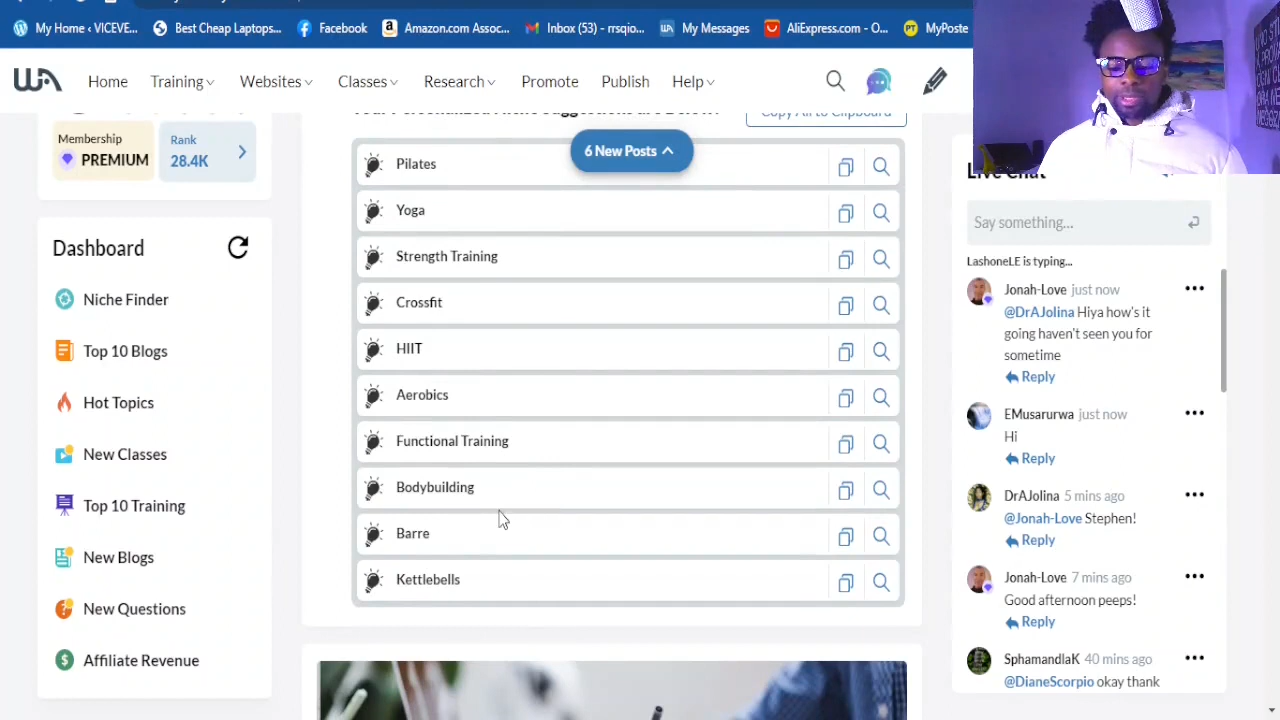 My Home ‹ VICEVE...
Best Cheap Laptops...
Facebook
Amazon.com Assoc...
Inbox (53) - rrsqio...
My Messages
AliExpress.com - O...
MyPoste
WA
Home
Training
Websites
Classes
Research
Promote
Publish
Help
Membership
PREMIUM
Rank
28.4K
Copy All to Clipboard
6 New Posts
Pilates
Yoga
Strength Training
Crossfit
HIIT
Aerobics
Functional Training
Bodybuilding
Barre
Kettlebells
Dashboard
Niche Finder
Top 10 Blogs
Hot Topics
New Classes
Top 10 Training
New Blogs
New Questions
Affiliate Revenue
Live Chat
Say something...
LashoneLE is typing...
Jonah-Love just now
@DrAJolina Hiya how's it
going haven't seen you for
sometime
Reply
EMusarurwa just now
Hi
Reply
DrAJolina 5 mins ago
@Jonah-Love Stephen!
Reply
Jonah-Love 7 mins ago
Good afternoon peeps!
Reply
SphamandlaK 40 mins ago
@DianeScorpio okay thank